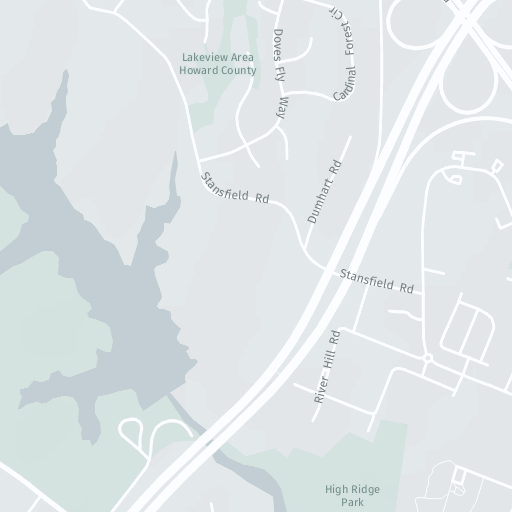 Cardinal Forest Cir
Doves Fly Way
Lakeview Area
Howard County
Stansfield Rd
Dumhart Rd
Stansfield Rd
River Hill Rd
High Ridge
Park